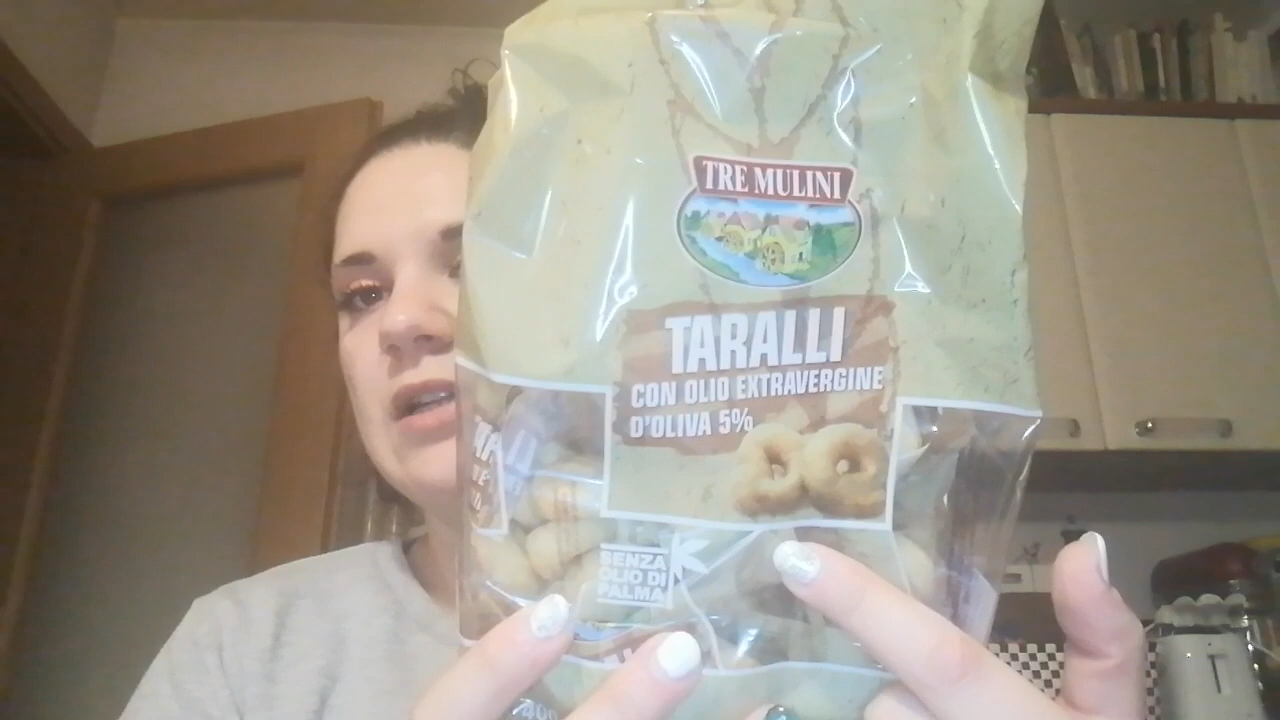 TRE MULINI
TARALLI
CON OLIO EXTRAVERGINE
D'OLIVA 5%
SENZA
OLIO DI
PALMA